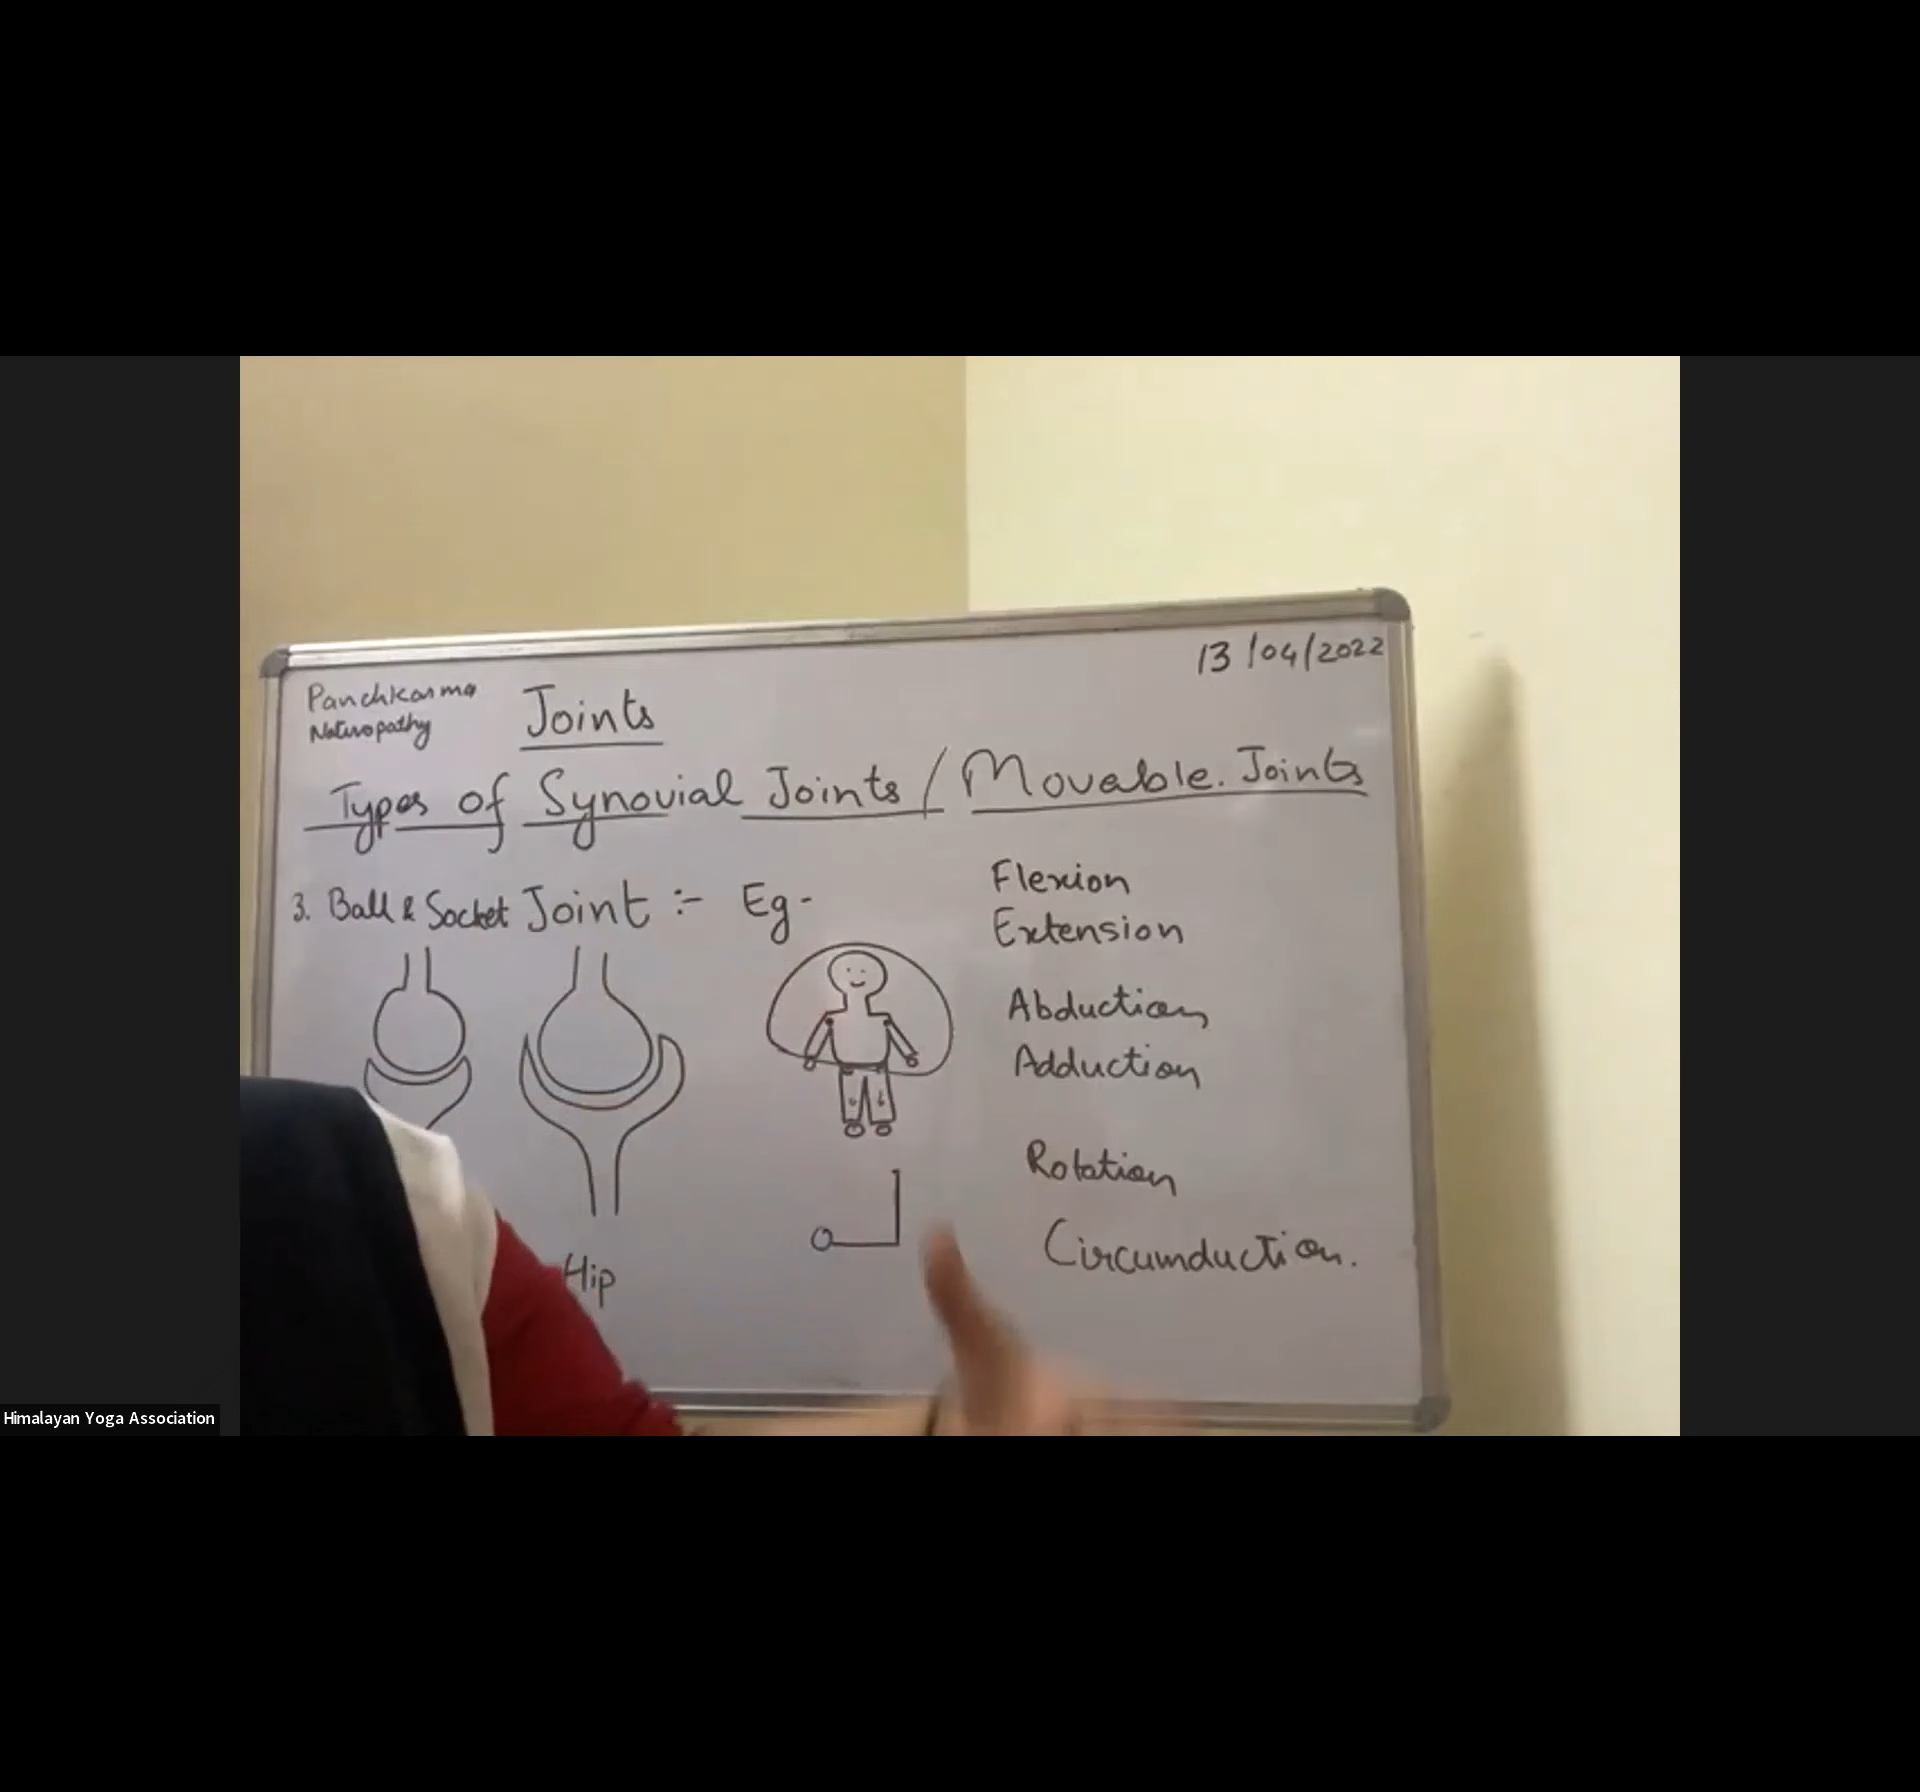 13/04/2022
Panchkarma
Naturopathy
Joints
Types of Synovial Joints / Movable. Joints
3. Ball & Socket Joint :- Eg -
Flexion
Extension
Abduction
Adduction
Rotation
Circumduction.
Hip
Himalayan Yoga Association